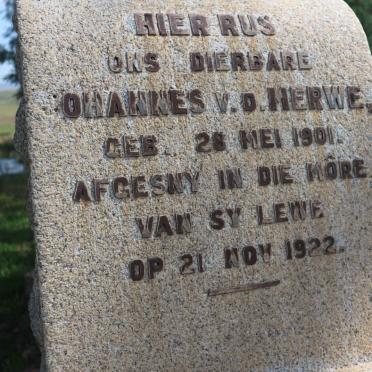 HIER RUS
ONS DIERBARE
OHANNES V.D. HERWE,
GEB. 28 MEI 1901.
AFGESNY IN DIE MÔRE
VAN SY LEWE
OP 21 NOV 1922.